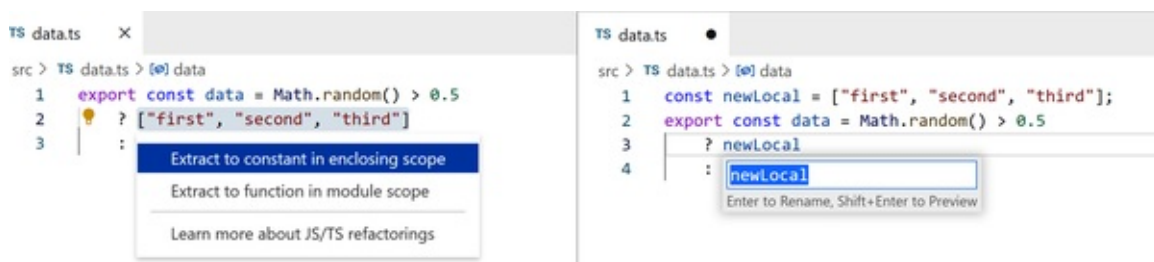 TS data.ts ×
src > TS data.ts > [∅] data
1 export const data = Math.random() > 0.5
2 ? ["first", "second", "third"]
3 :
Extract to constant in enclosing scope
Extract to function in module scope
Learn more about JS/TS refactorings
TS data.ts ●
src > TS data.ts > [∅] data
1 const newLocal = ["first", "second", "third"];
2 export const data = Math.random() > 0.5
3 ? newLocal
4 :
newLocal
Enter to Rename, Shift+Enter to Preview